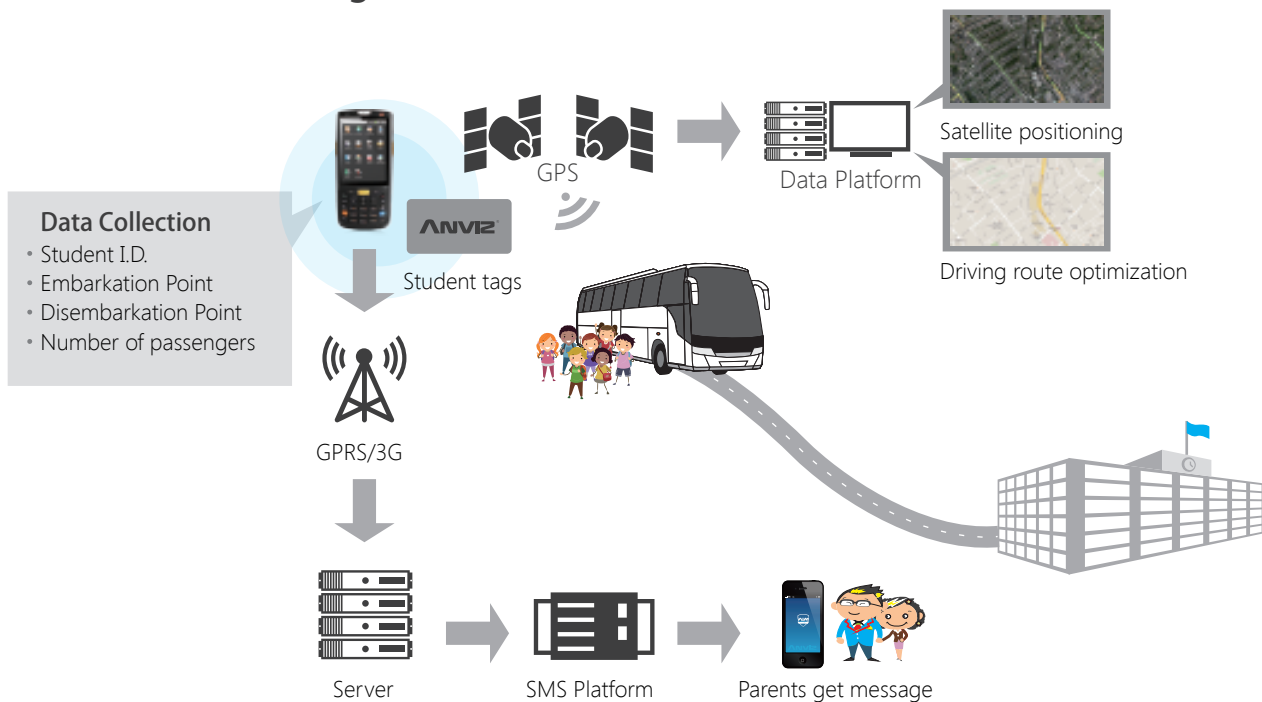 GPS
Data Platform
Satellite positioning
Driving route optimization
Data Collection
• Student I.D.
• Embarkation Point
• Disembarkation Point
• Number of passengers
ANVIZ
Student tags
GPRS/3G
Server
SMS Platform
Parents get message